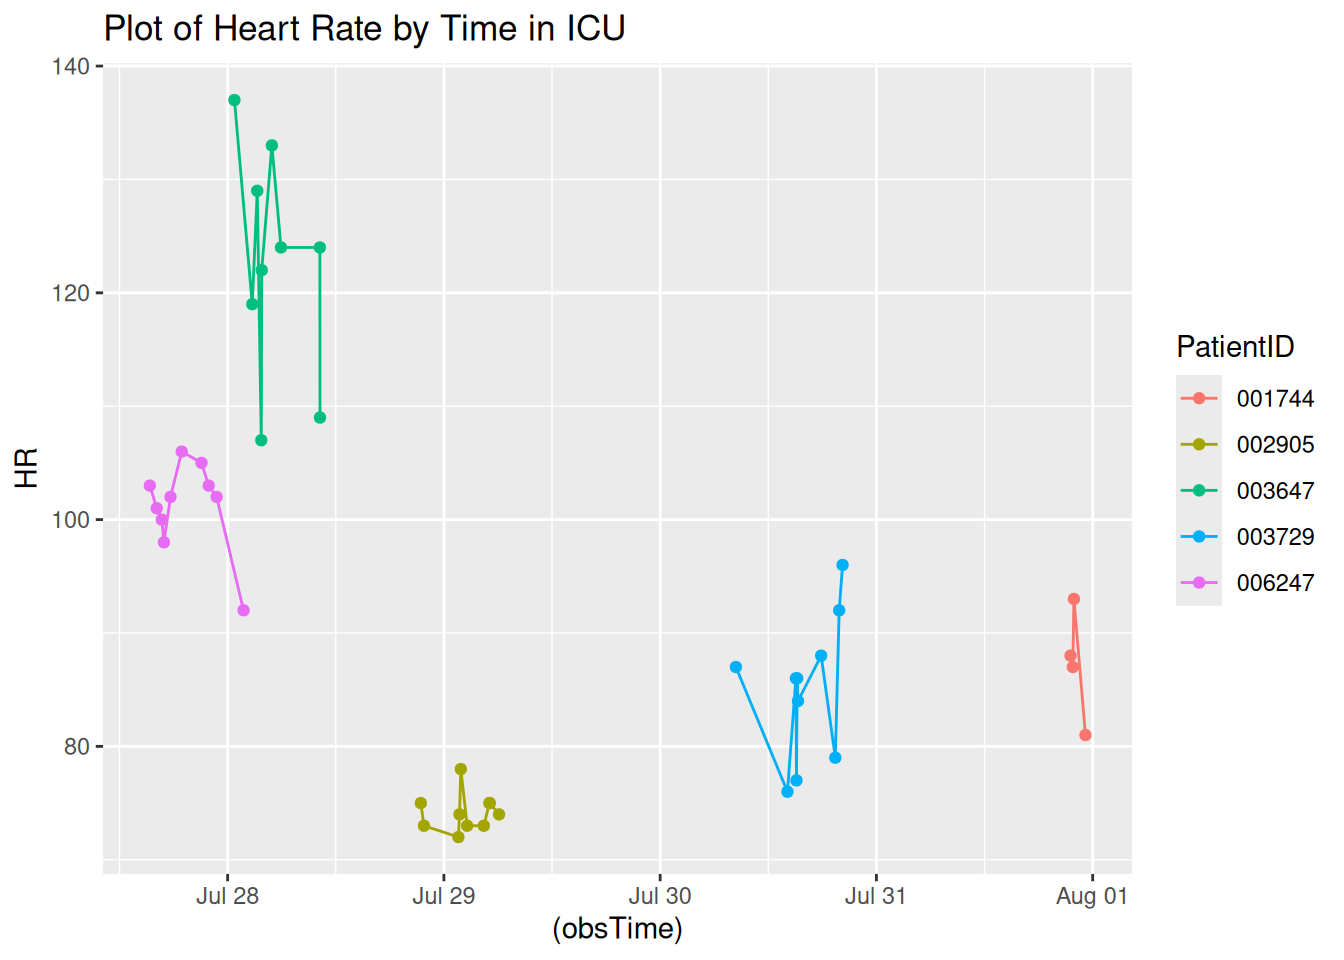 Plot of Heart Rate by Time in ICU
140
120
100
80
HR
Jul 28
Jul 29
Jul 30
Jul 31
Aug 01
(obsTime)
PatientID
001744
002905
003647
003729
006247